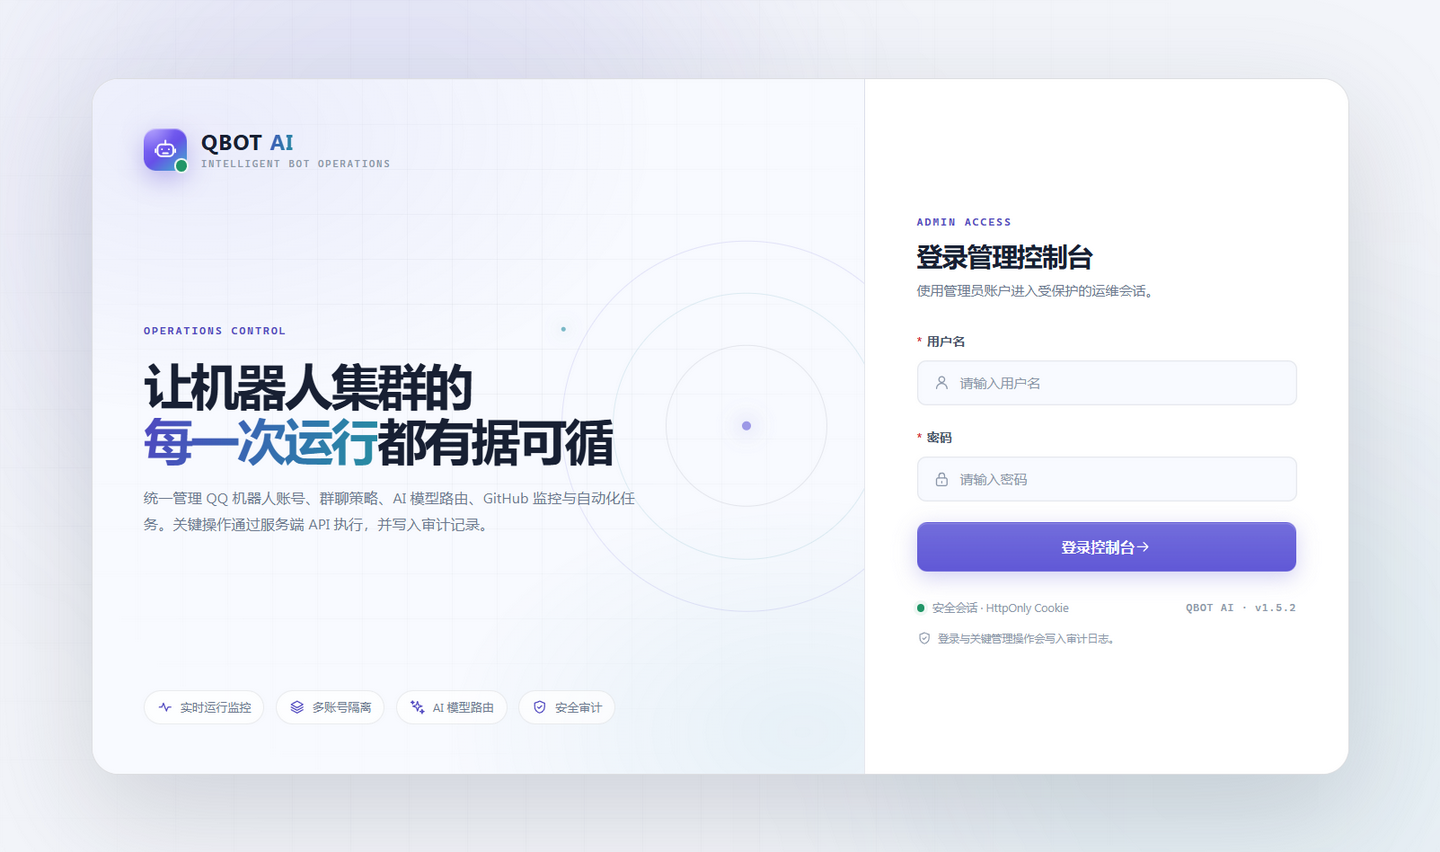 QBOT AI
INTELLIGENT BOT OPERATIONS
OPERATIONS CONTROL
让机器人集群的
每一次运行都有据可循
统一管理 QQ 机器人账号、群聊策略、AI 模型路由、GitHub 监控与自动化任
务。关键操作通过服务端 API 执行，并写入审计记录。
实时运行监控
多账号隔离
AI 模型路由
安全审计
ADMIN ACCESS
登录管理控制台
使用管理员账户进入受保护的运维会话。
* 用户名
请输入用户名
* 密码
请输入密码
登录控制台→
安全会话 · HttpOnly Cookie
QBOT AI · v1.5.2
登录与关键管理操作会写入审计日志。